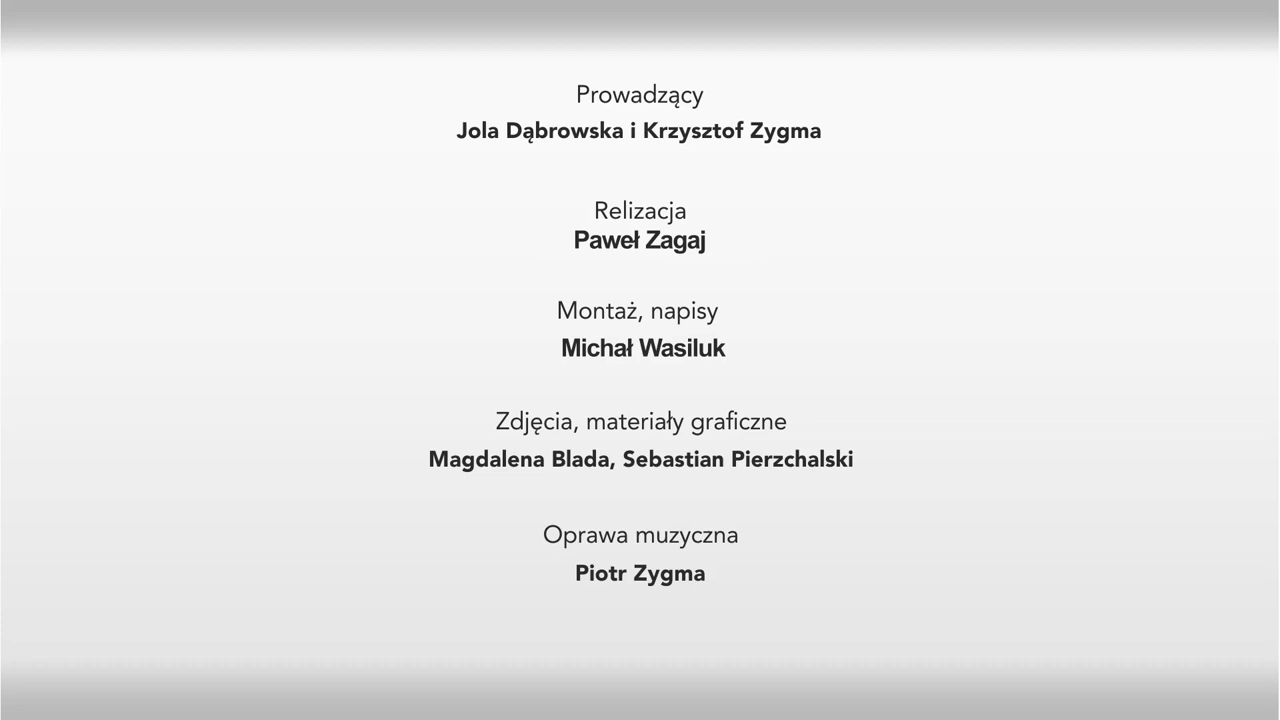 Prowadzący
Jola Dąbrowska i Krzysztof Zygma
Relizacja
Paweł Zagaj
Montaż, napisy
Michał Wasiluk
Zdjęcia, materiały graficzne
Magdalena Blada, Sebastian Pierzchalski
Oprawa muzyczna
Piotr Zygma